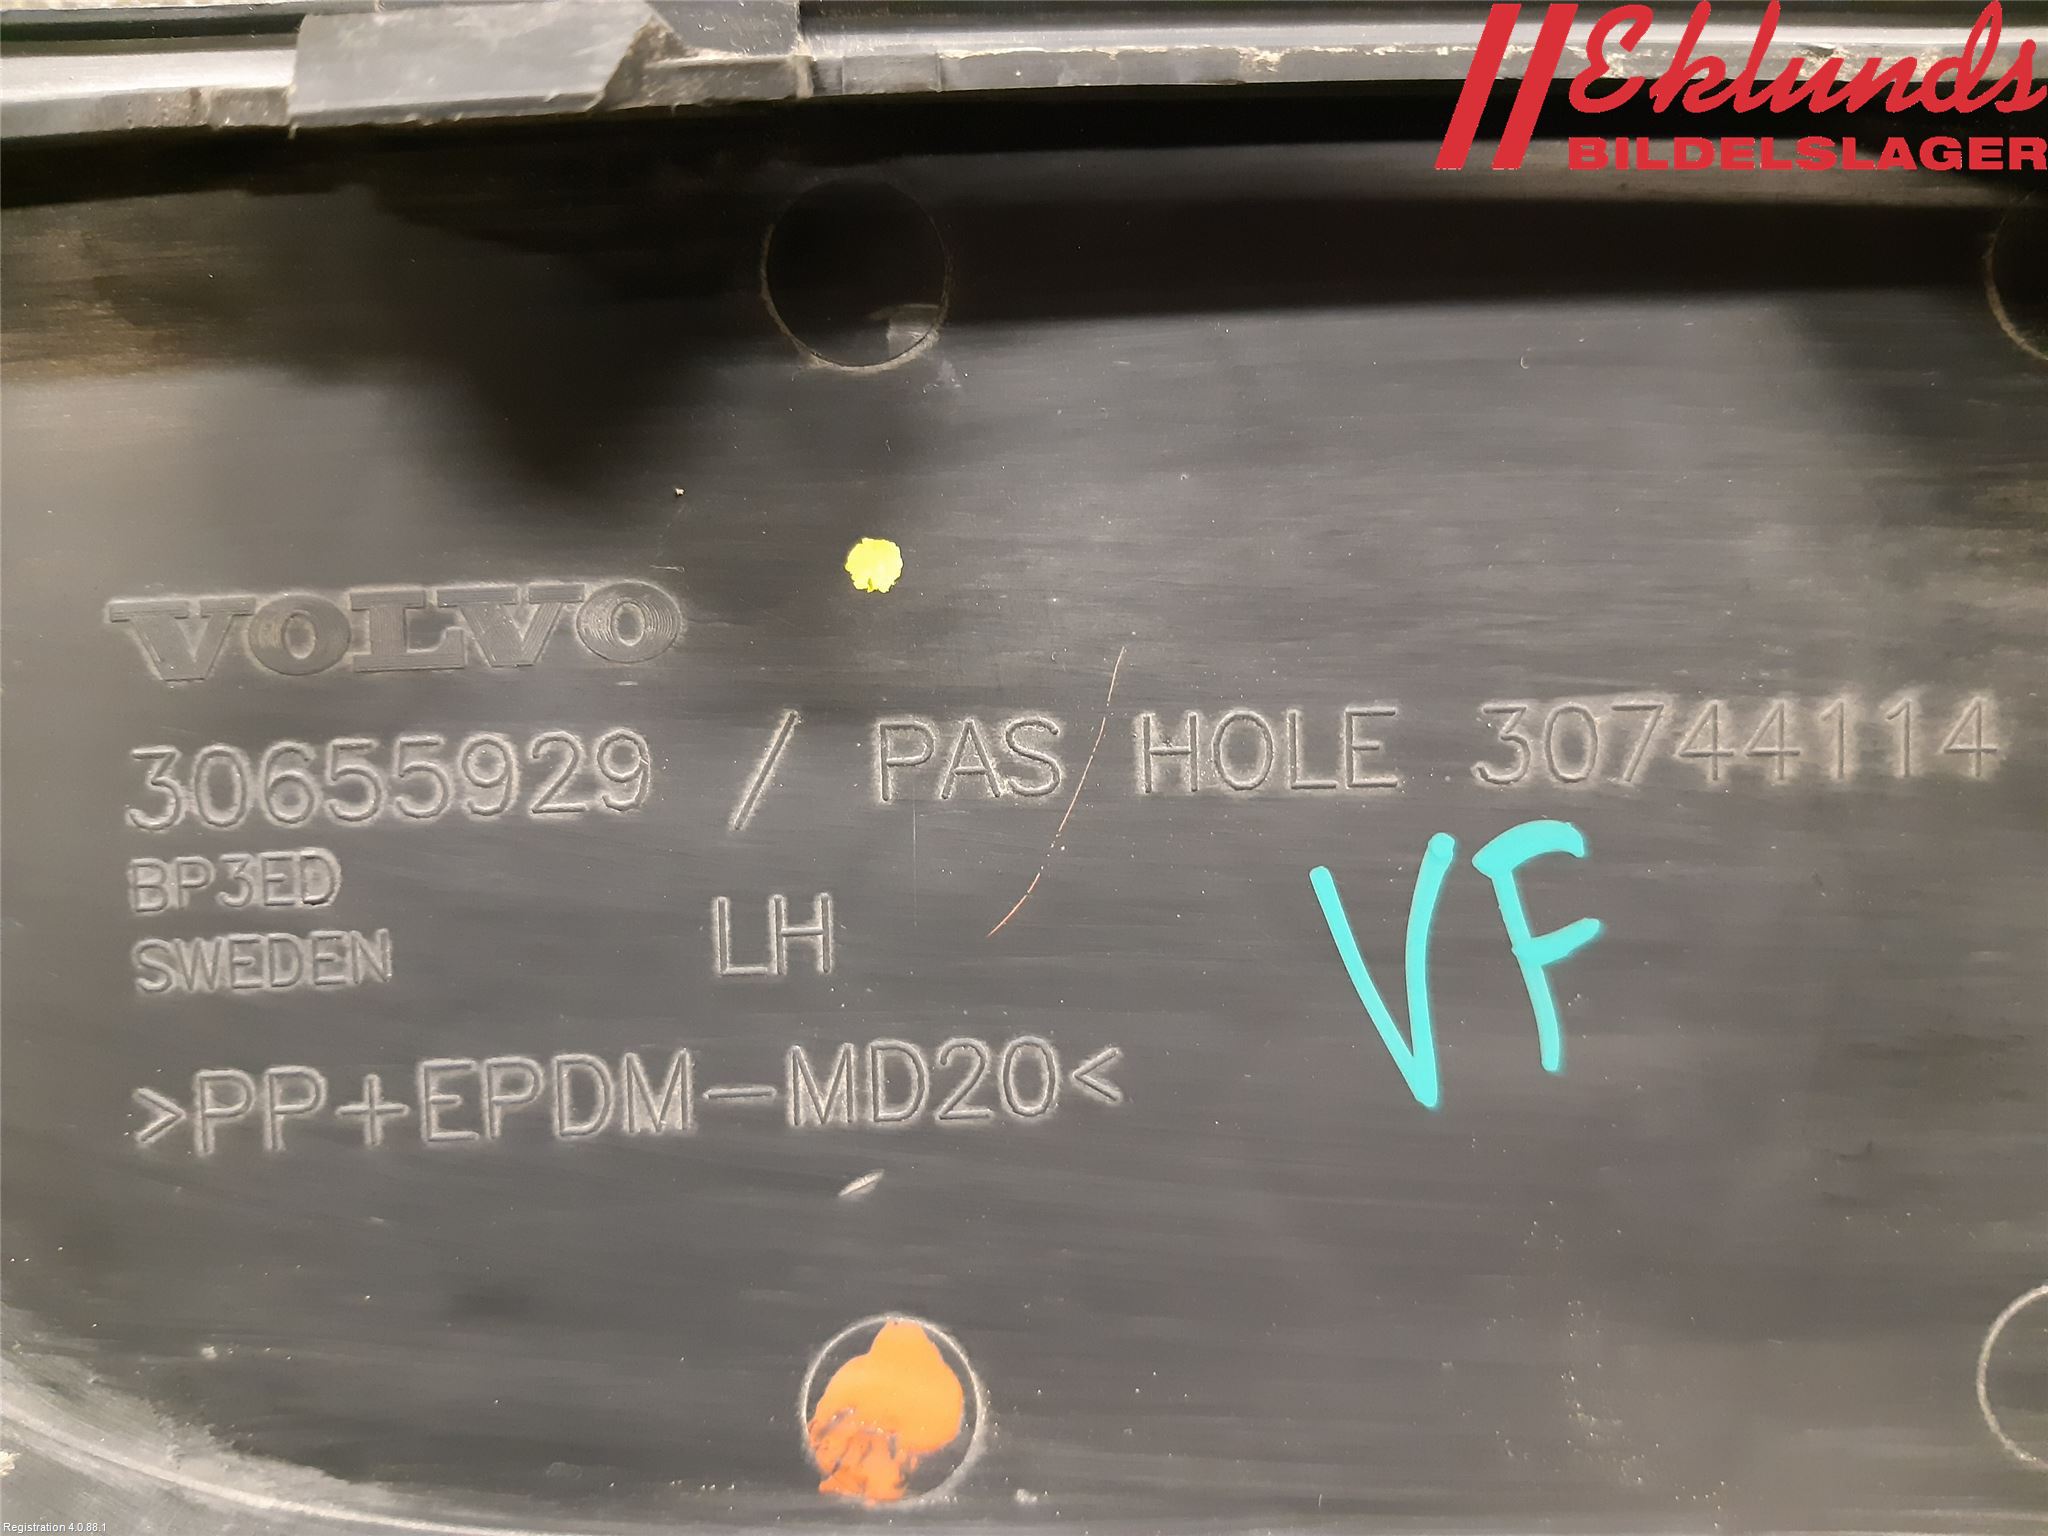 Eklunds
BILDELSLAGER
VOLVO
30655929 / PAS HOLE 30744114
BP3ED
SWEDEN
LH
VF
>PP+EPDM-MD20<
Registration 4.0.88.1